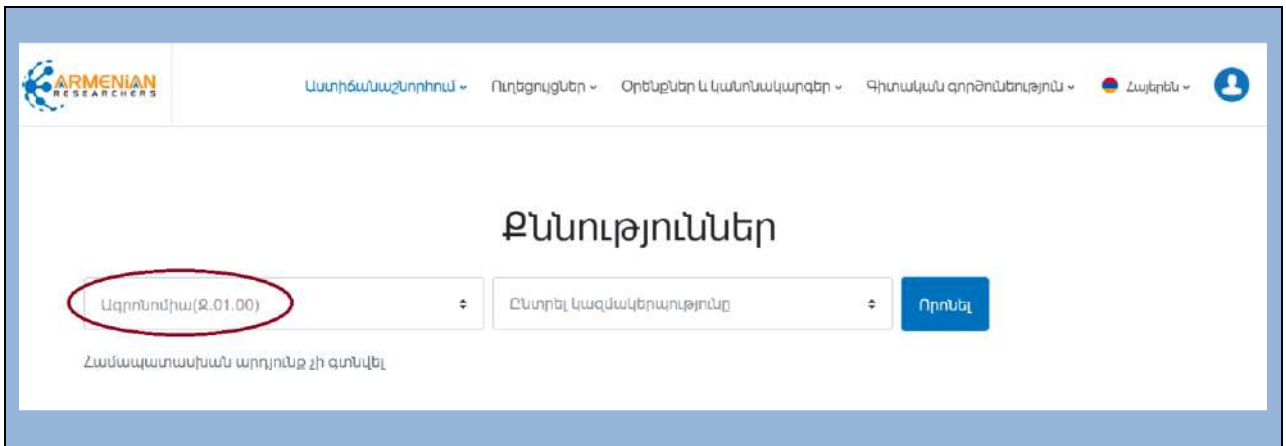 ARMENiAN
RESEARCHERS
Աստիճանաշնորհում
Ուղեցույցներ
Օրենքներ և կանոնակարգեր
Գիտական գործունեություն
Հայերեն
Քննություններ
Ագրոնոմիա(Զ.01.00)
Ընտրել կազմակերպությունը
Որոնել
Համապատասխան արդյունք չի գտնվել